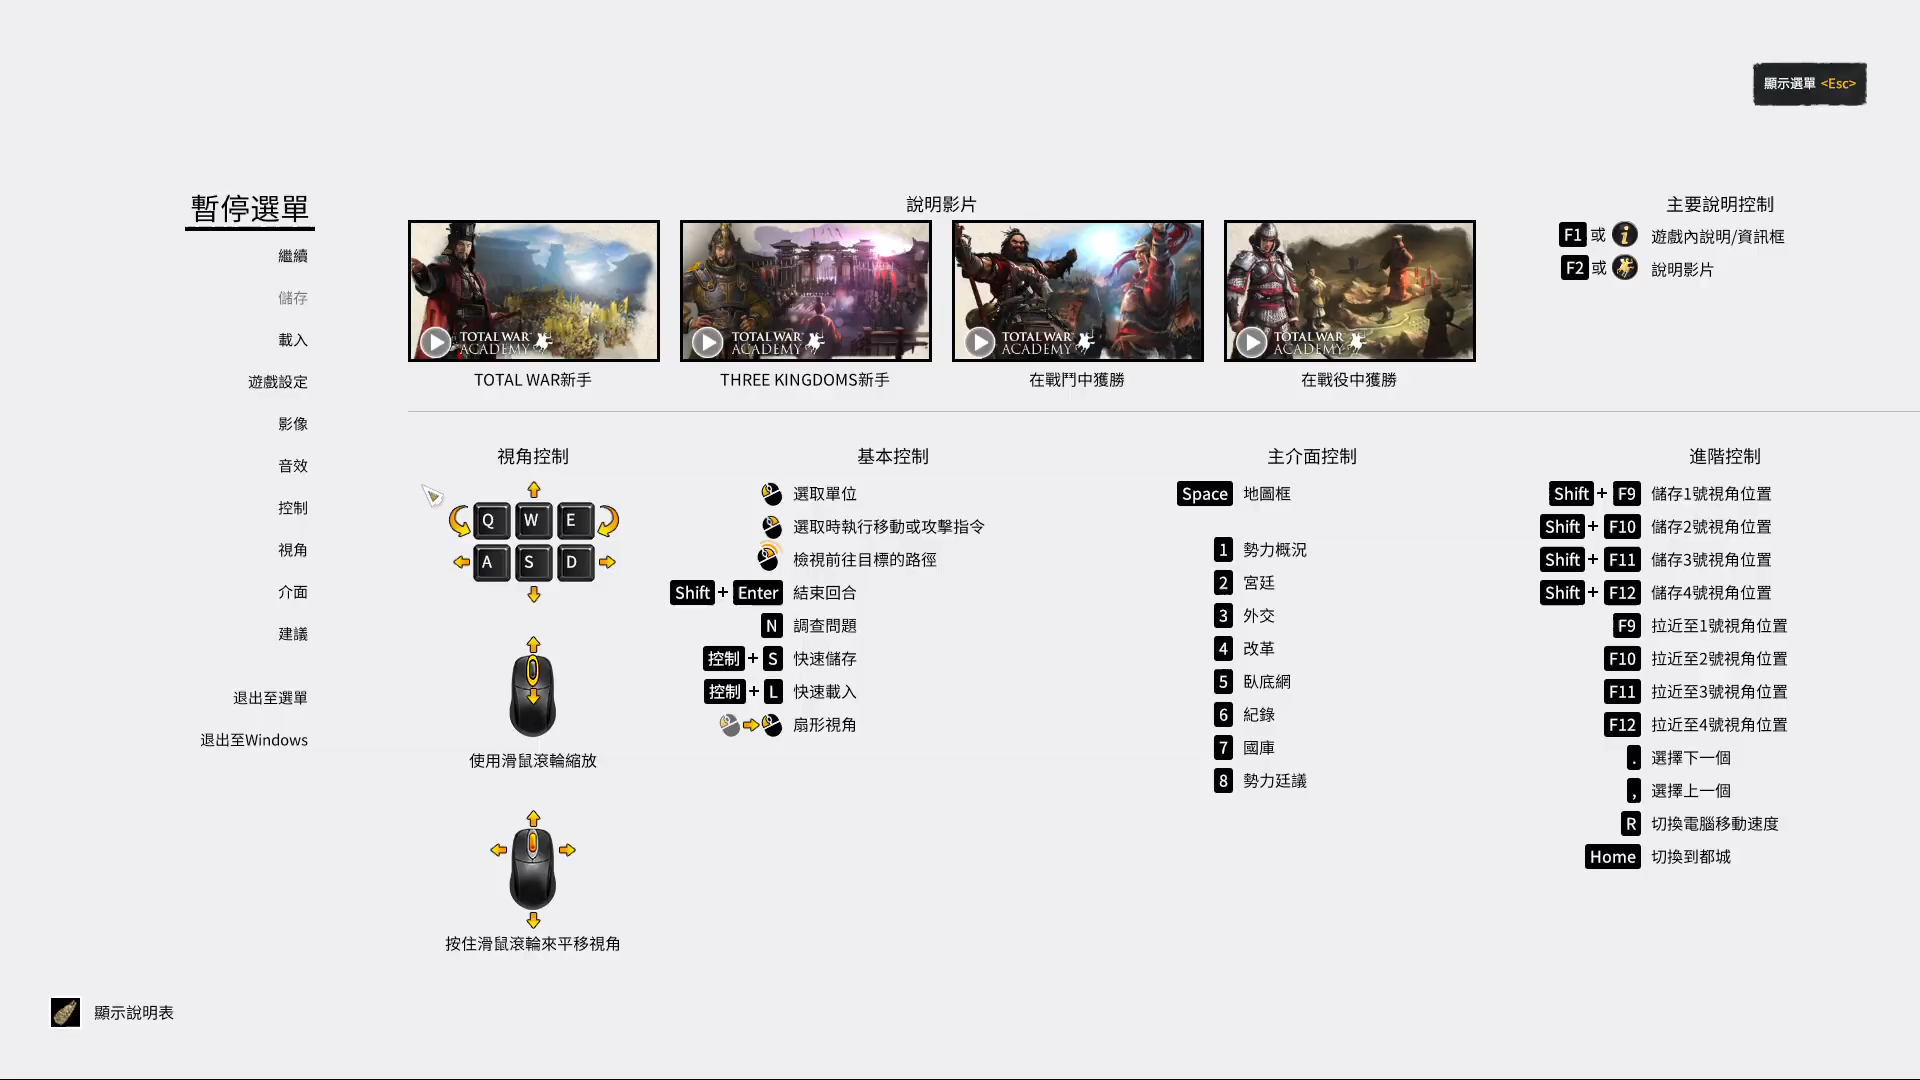 顯示選單 <Esc>
暫停選單
繼續
儲存
載入
遊戲設定
影像
音效
控制
視角
介面
建議
退出至選單
退出至Windows
說明影片
TOTAL WAR
ACADEMY
TOTAL WAR新手
TOTAL WAR
ACADEMY
THREE KINGDOMS新手
TOTAL WAR
ACADEMY
在戰鬥中獲勝
TOTAL WAR
ACADEMY
在戰役中獲勝
主要說明控制
F1 或 i 遊戲內說明/資訊框
F2 或 說明影片
視角控制
Q W E
A S D
使用滑鼠滾輪縮放
按住滑鼠滾輪來平移視角
基本控制
選取單位
選取時執行移動或攻擊指令
檢視前往目標的路徑
Shift + Enter 結束回合
N 調查問題
控制 + S 快速儲存
控制 + L 快速載入
扇形視角
主介面控制
Space 地圖框
1 勢力概況
2 宮廷
3 外交
4 改革
5 臥底網
6 紀錄
7 國庫
8 勢力廷議
進階控制
Shift + F9 儲存1號視角位置
Shift + F10 儲存2號視角位置
Shift + F11 儲存3號視角位置
Shift + F12 儲存4號視角位置
F9 拉近至1號視角位置
F10 拉近至2號視角位置
F11 拉近至3號視角位置
F12 拉近至4號視角位置
. 選擇下一個
, 選擇上一個
R 切換電腦移動速度
Home 切換到都城
顯示說明表